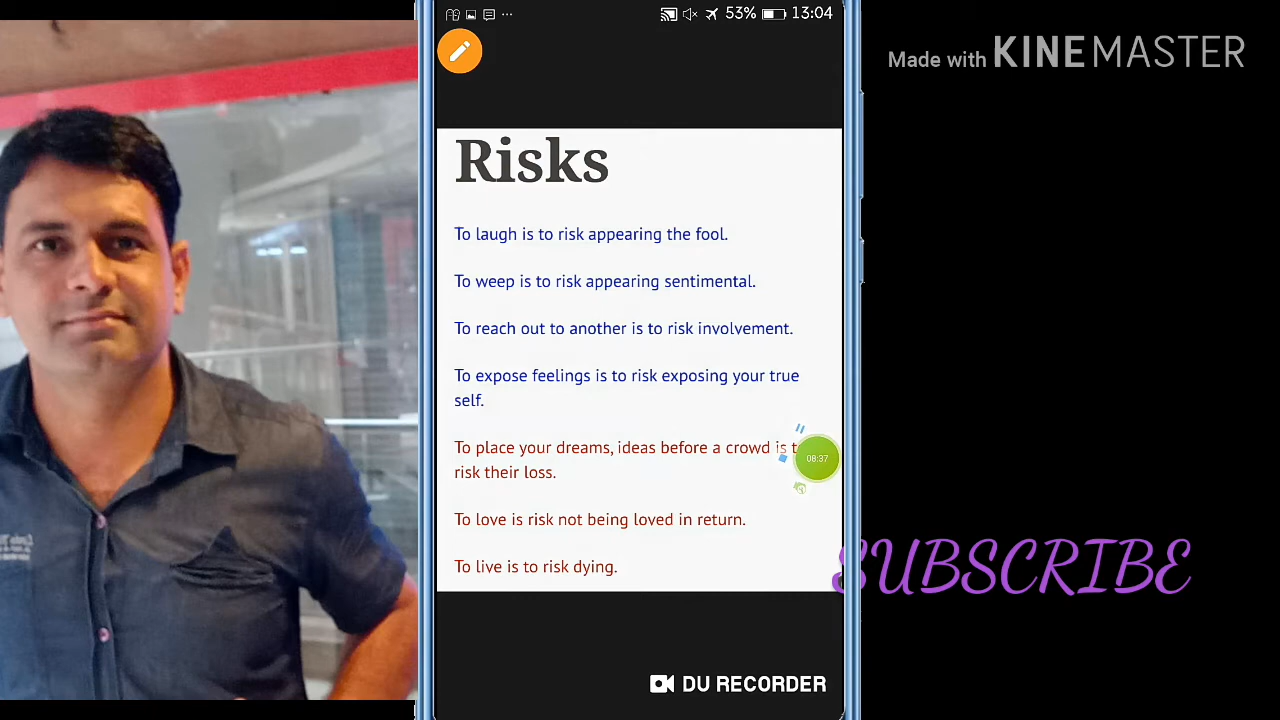 53% 13:04
Made with KINEMASTER
Risks
To laugh is to risk appearing the fool.
To weep is to risk appearing sentimental.
To reach out to another is to risk involvement.
To expose feelings is to risk exposing your true
self.
To place your dreams, ideas before a crowd is t
risk their loss.
To love is risk not being loved in return.
To live is to risk dying.
08:37
SUBSCRIBE
DU RECORDER